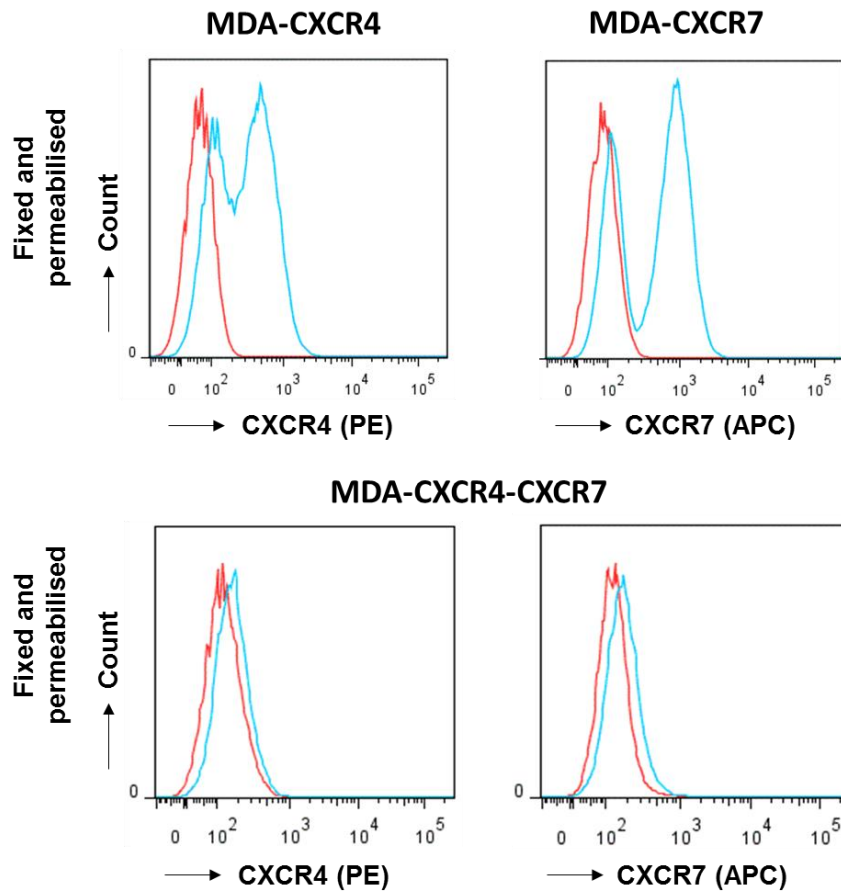 MDA-CXCR4
MDA-CXCR7
Fixed and
permeabilised
Count
0
0 10² 10³ 10⁴ 10⁵
CXCR4 (PE)
0 10² 10³ 10⁴ 10⁵
CXCR7 (APC)
MDA-CXCR4-CXCR7
Fixed and
permeabilised
Count
0
0 10² 10³ 10⁴ 10⁵
CXCR4 (PE)
0 10² 10³ 10⁴ 10⁵
CXCR7 (APC)